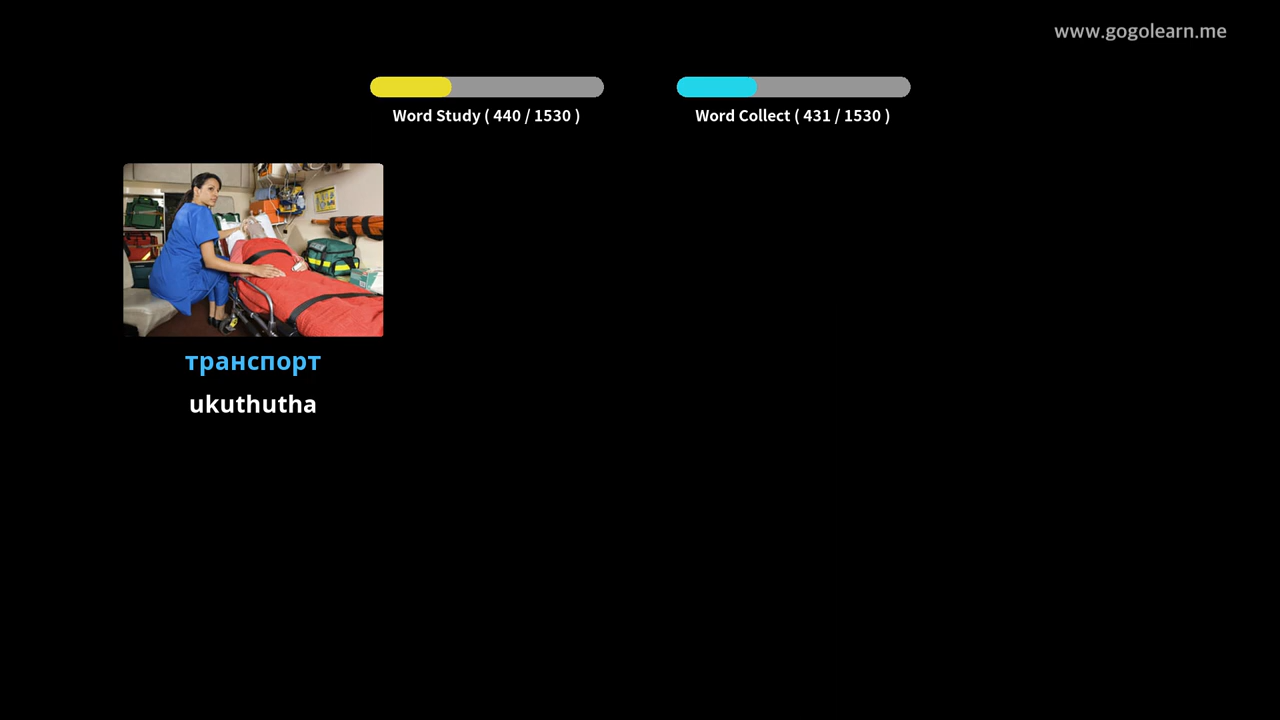 www.gogolearn.me
Word Study ( 440 / 1530 )
Word Collect ( 431 / 1530 )
транспорт
ukuthutha